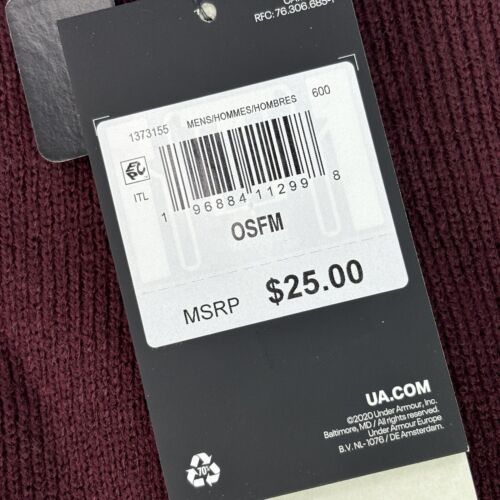 RFC: 76.306.685-
1373155 MENS/HOMMES/HOMBRES 600
ITL
1 96884 11299 8
OSFM
MSRP $25.00
UA.COM
©2020 Under Armour, Inc.
Baltimore, MD / All rights reserved.
Under Armour Europe
B.V. NL-1076 / DE Amsterdam.
70%